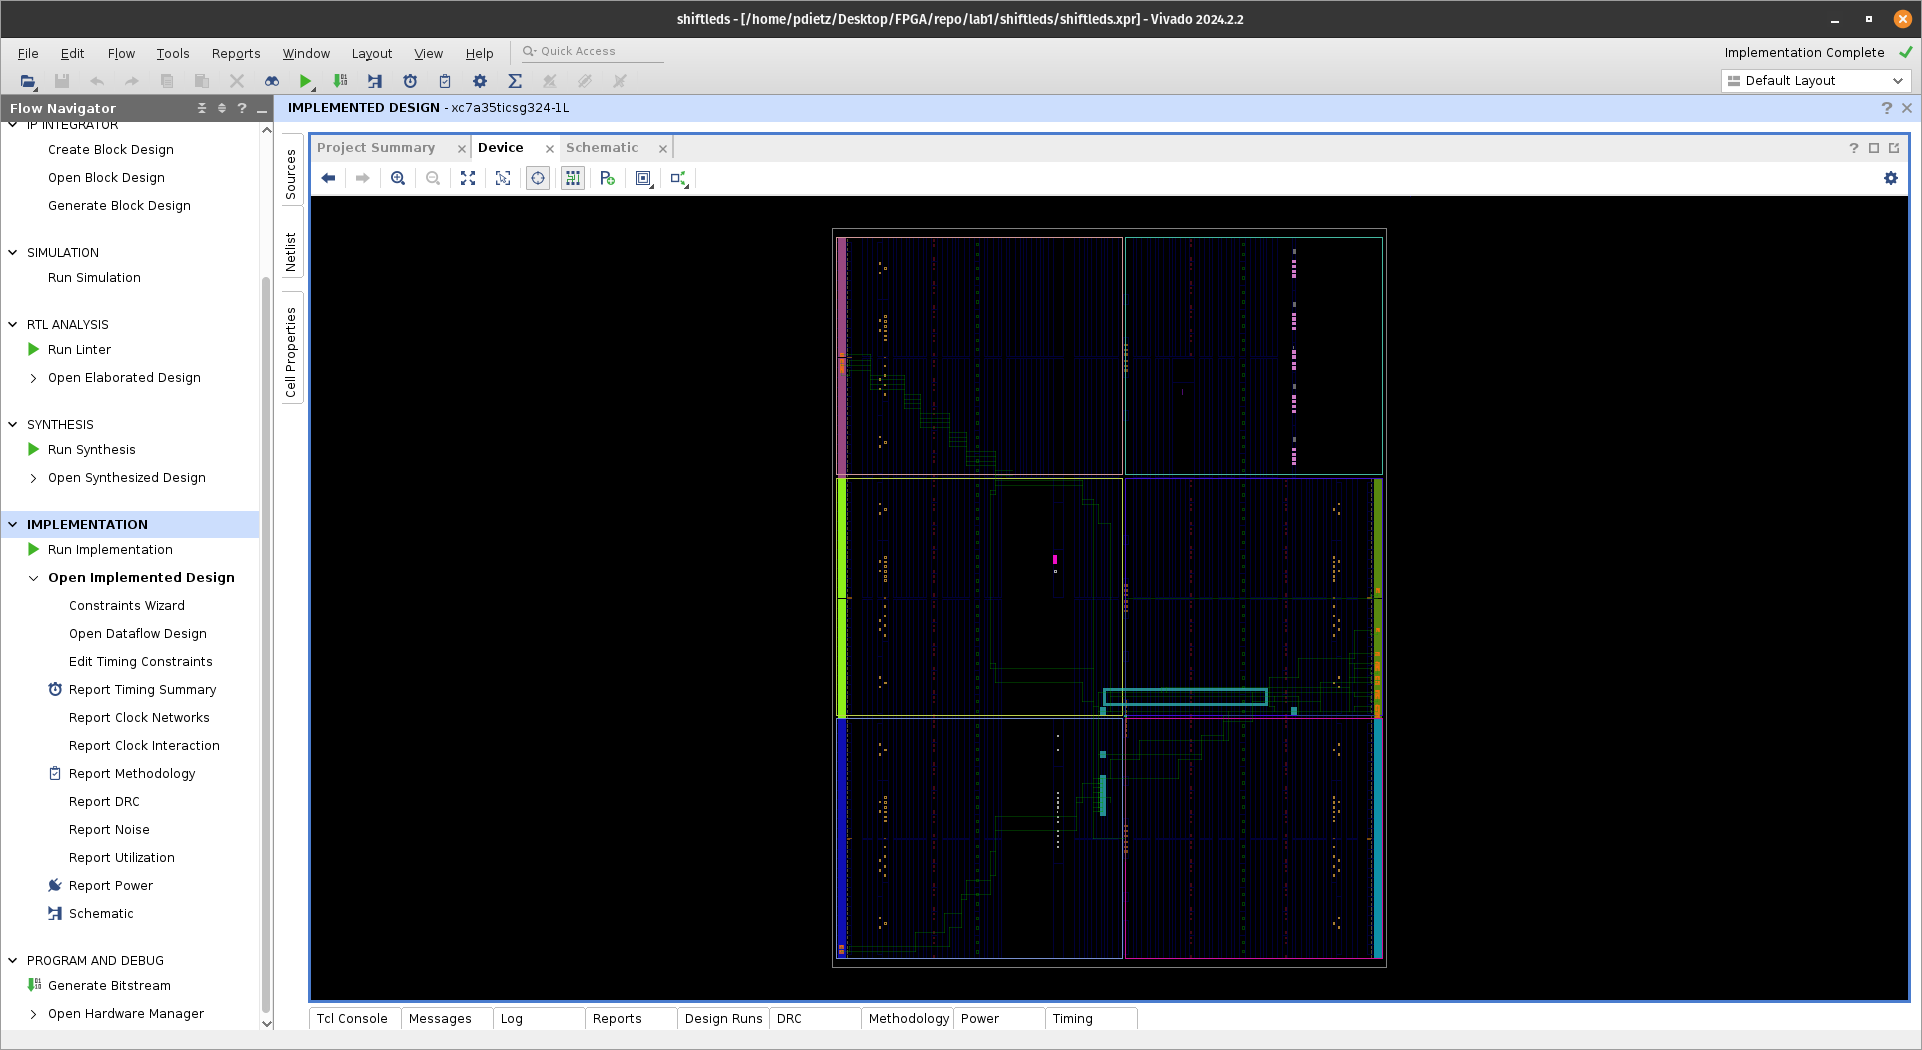 shiftleds - [/home/pdietz/Desktop/FPGA/repo/lab1/shiftleds/shiftleds.xpr] - Vivado 2024.2.2
File Edit Flow Tools Reports Window Layout View Help Quick Access
Implementation Complete
Default Layout
Flow Navigator
IMPLEMENTED DESIGN - xc7a35ticsg324-1L
IP INTEGRATOR
Create Block Design
Open Block Design
Generate Block Design
SIMULATION
Run Simulation
RTL ANALYSIS
Run Linter
Open Elaborated Design
SYNTHESIS
Run Synthesis
Open Synthesized Design
IMPLEMENTATION
Run Implementation
Open Implemented Design
Constraints Wizard
Open Dataflow Design
Edit Timing Constraints
Report Timing Summary
Report Clock Networks
Report Clock Interaction
Report Methodology
Report DRC
Report Noise
Report Utilization
Report Power
Schematic
PROGRAM AND DEBUG
Generate Bitstream
Open Hardware Manager
Sources
Netlist
Cell Properties
Project Summary Device Schematic
Tcl Console Messages Log Reports Design Runs DRC Methodology Power Timing